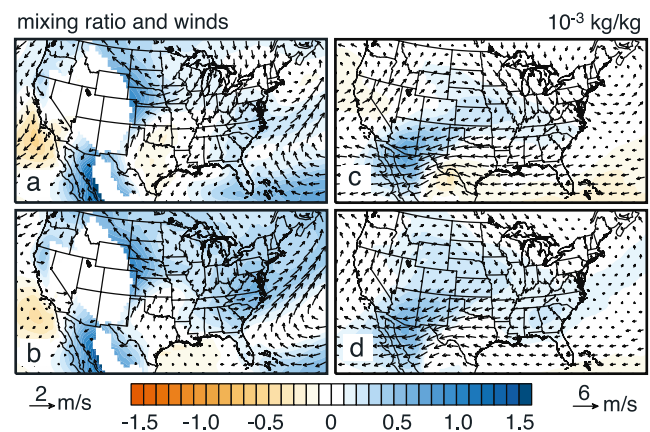 mixing ratio and winds 10⁻³ kg/kg
a c
b d
2 m/s -1.5 -1.0 -0.5 0 0.5 1.0 1.5 6 m/s